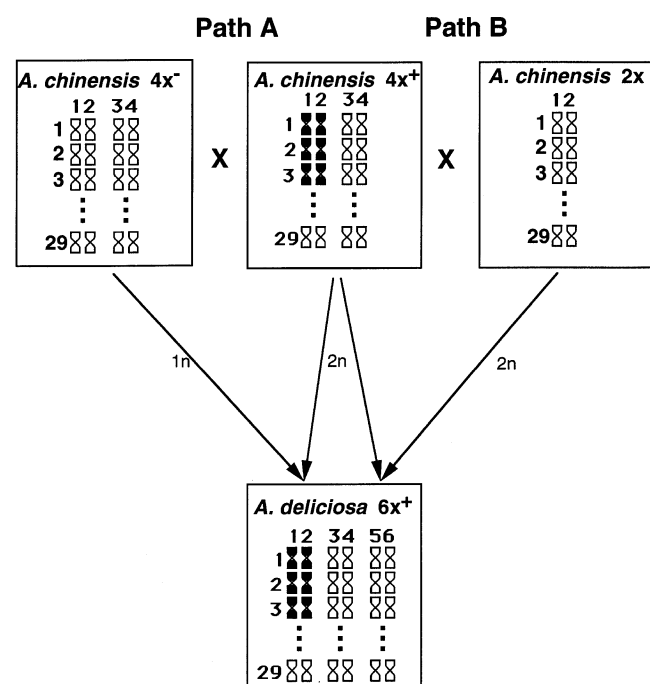 Path A Path B
A. chinensis 4x⁻ A. chinensis 4x⁺ A. chinensis 2x
12 34 12 34 12
1 1 1
2 X 2 X 2
3 3 3
29 29 29
1n 2n 2n
A. deliciosa 6x⁺
12 34 56
1
2
3
29